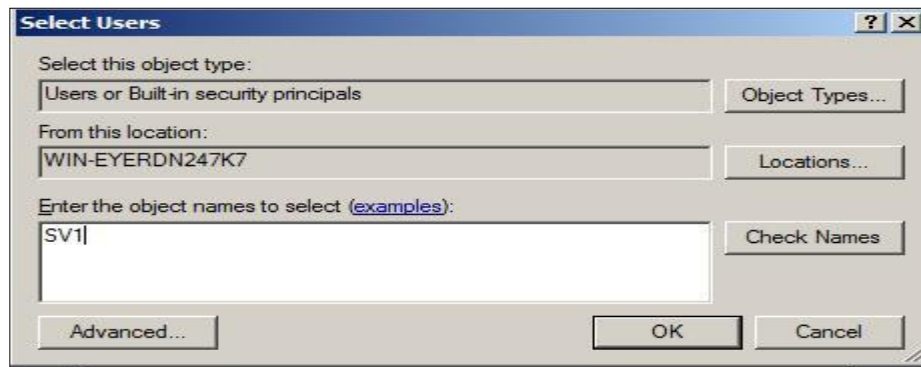 Select Users
Select this object type:
Users or Built-in security principals
Object Types...
From this location:
WIN-EYERDN247K7
Locations...
Enter the object names to select (examples):
SV1
Check Names
Advanced...
OK
Cancel